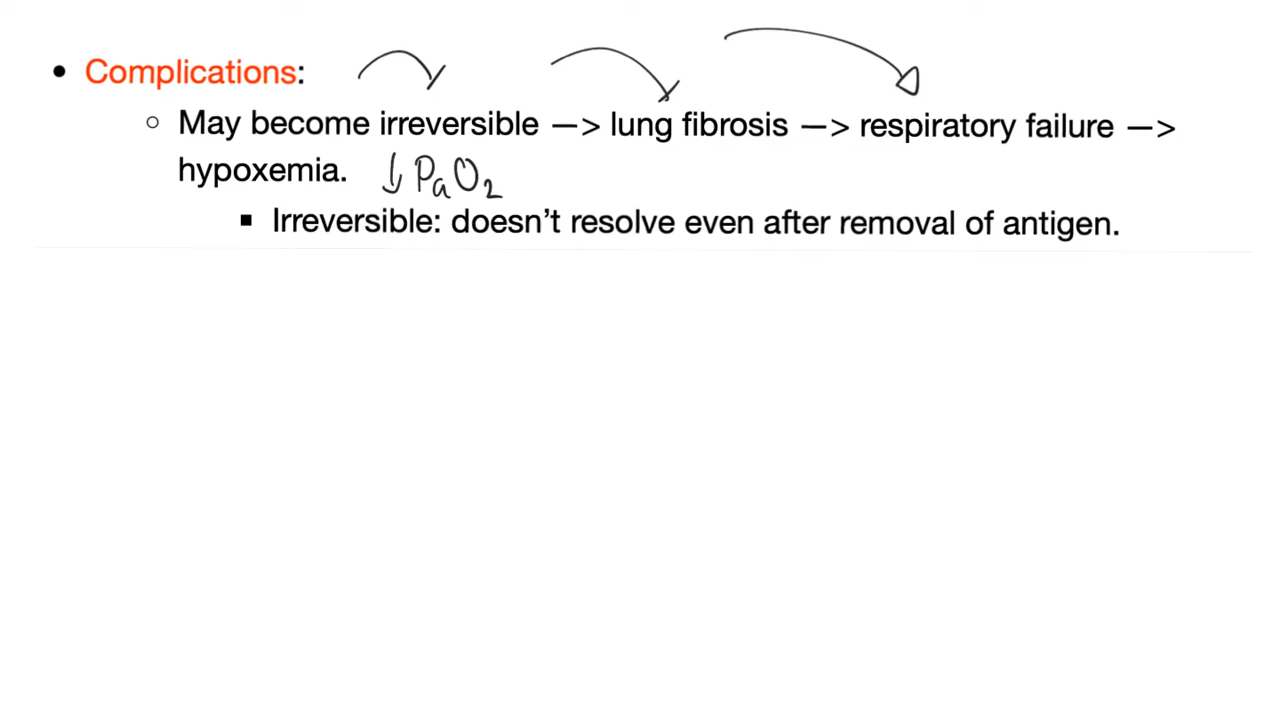 • Complications:
○ May become irreversible —> lung fibrosis —> respiratory failure —>
hypoxemia. ↓ PaO2
▪ Irreversible: doesn’t resolve even after removal of antigen.